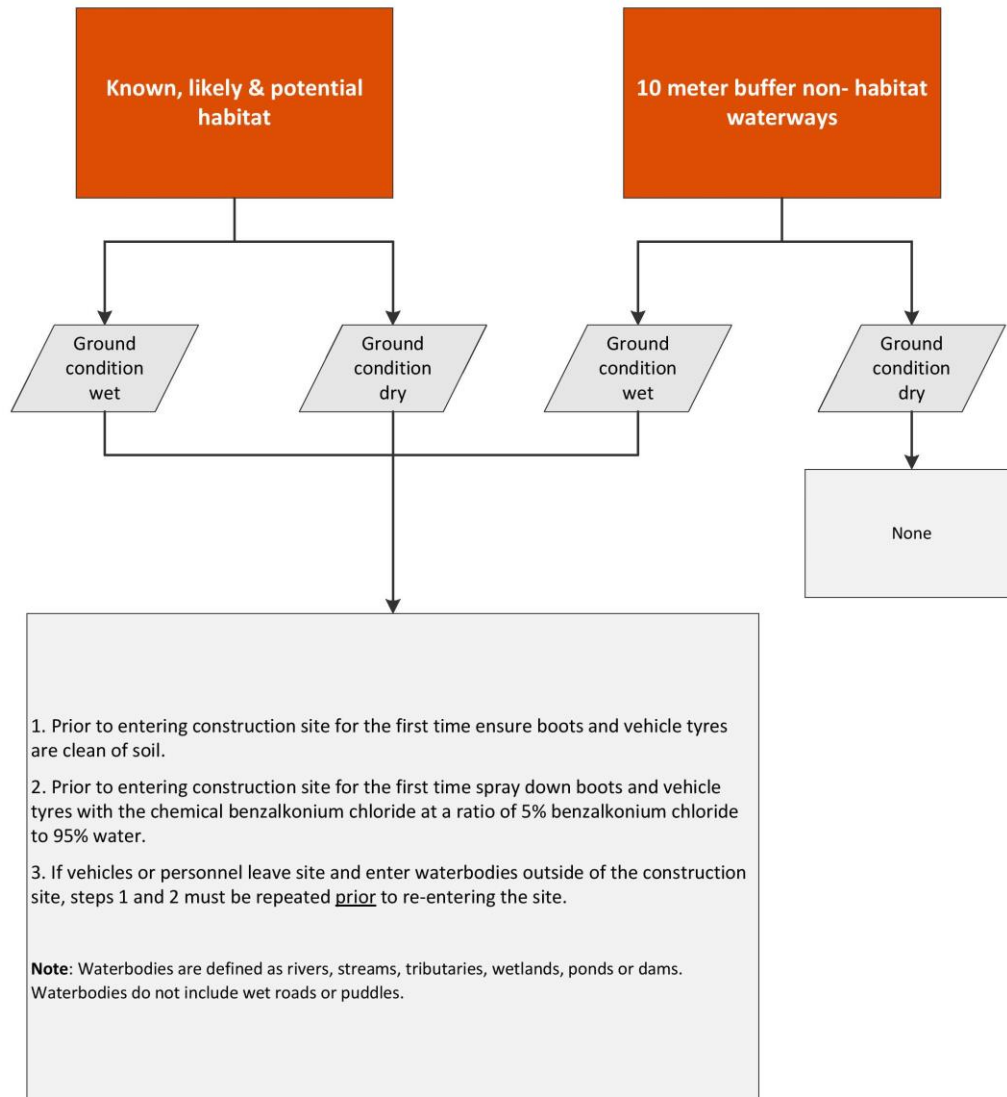 Known, likely & potential
habitat
10 meter buffer non- habitat
waterways
Ground
condition
wet
Ground
condition
dry
Ground
condition
wet
Ground
condition
dry
None
1. Prior to entering construction site for the first time ensure boots and vehicle tyres
are clean of soil.
2. Prior to entering construction site for the first time spray down boots and vehicle
tyres with the chemical benzalkonium chloride at a ratio of 5% benzalkonium chloride
to 95% water.
3. If vehicles or personnel leave site and enter waterbodies outside of the construction
site, steps 1 and 2 must be repeated prior to re-entering the site.
Note: Waterbodies are defined as rivers, streams, tributaries, wetlands, ponds or dams.
Waterbodies do not include wet roads or puddles.